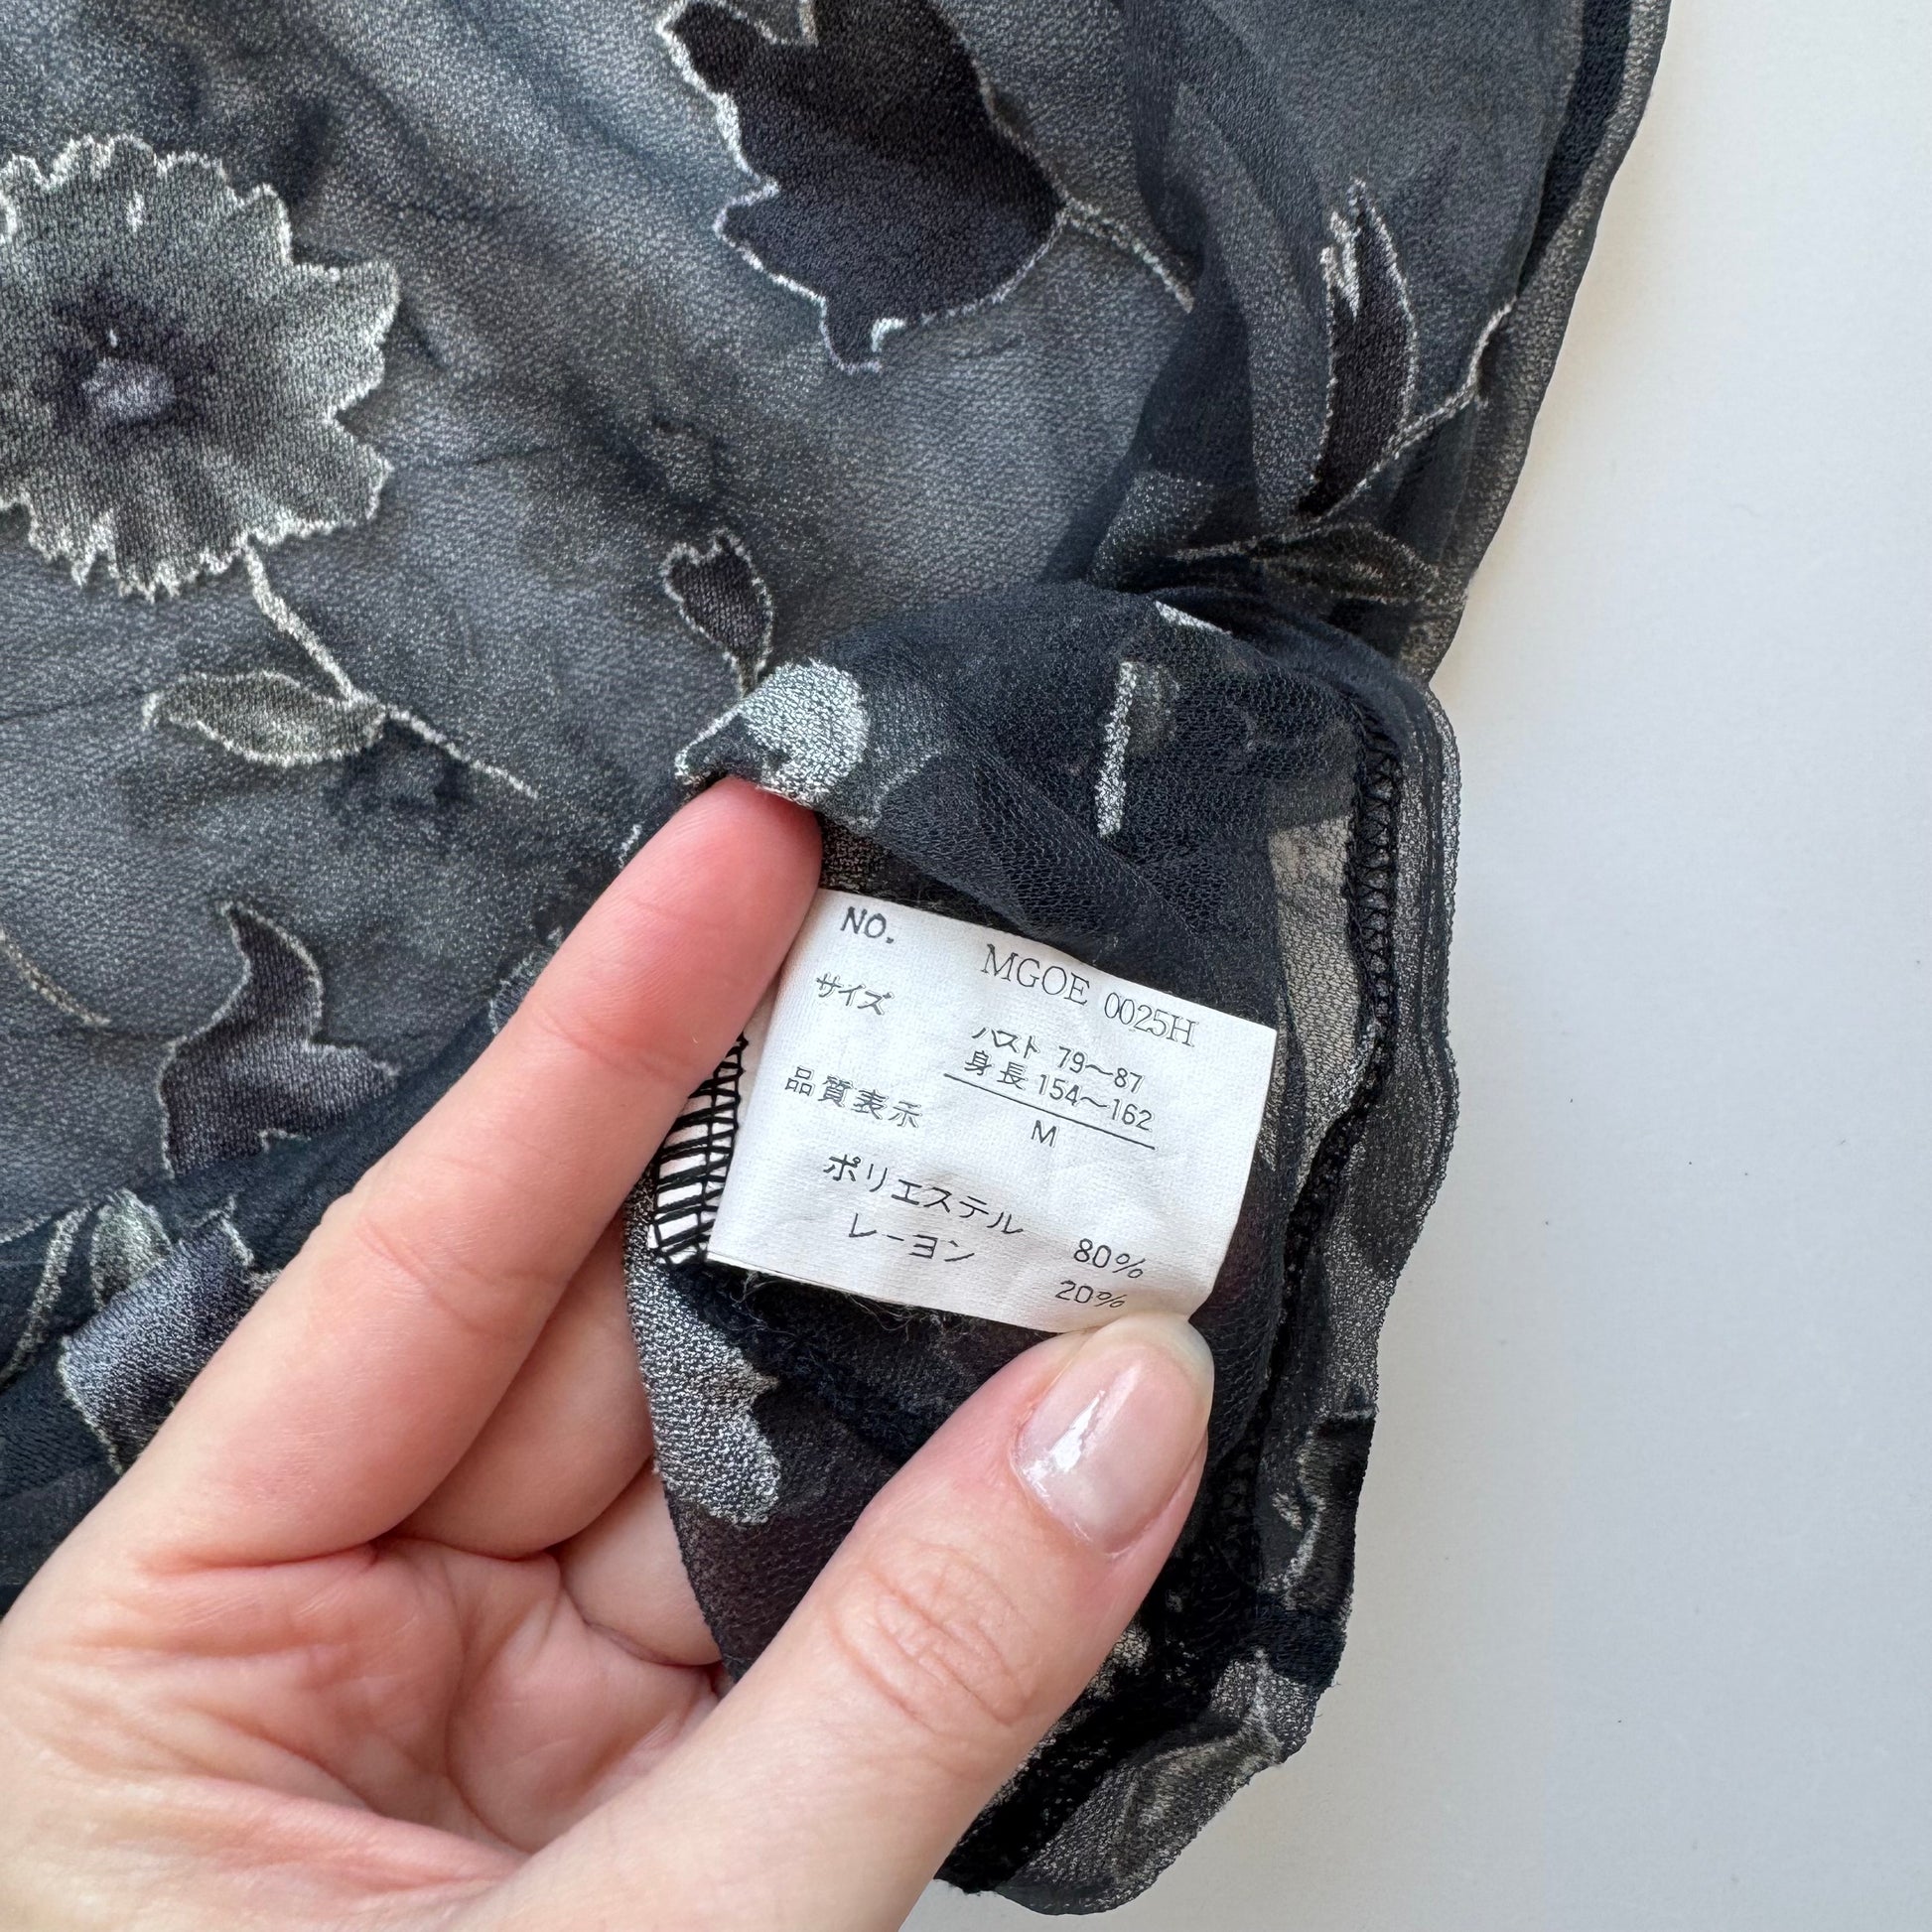 NO. MGOE 0025H
サイズ
バスト 79〜87
身長 154〜162
M
品質表示
ポリエステル 80%
レーヨン 20%